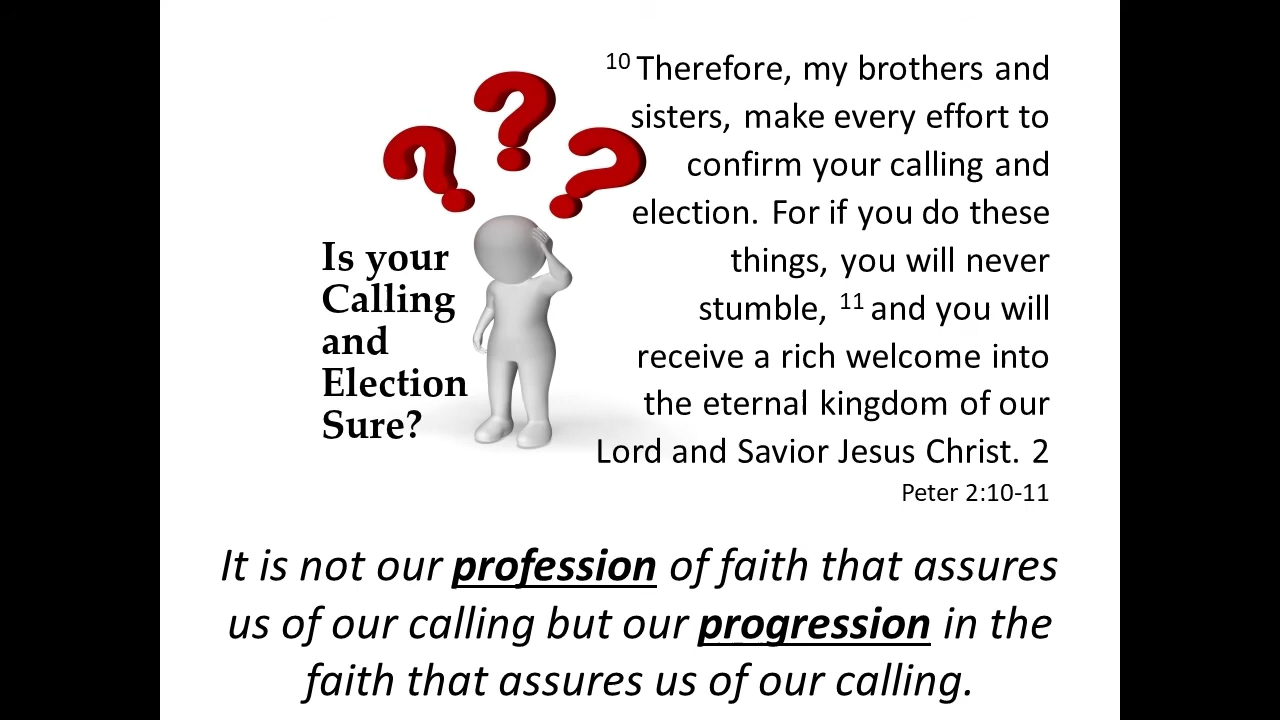 Is your
Calling
and
Election
Sure?
10 Therefore, my brothers and
sisters, make every effort to
confirm your calling and
election. For if you do these
things, you will never
stumble, 11 and you will
receive a rich welcome into
the eternal kingdom of our
Lord and Savior Jesus Christ. 2
Peter 2:10-11
It is not our profession of faith that assures
us of our calling but our progression in the
faith that assures us of our calling.